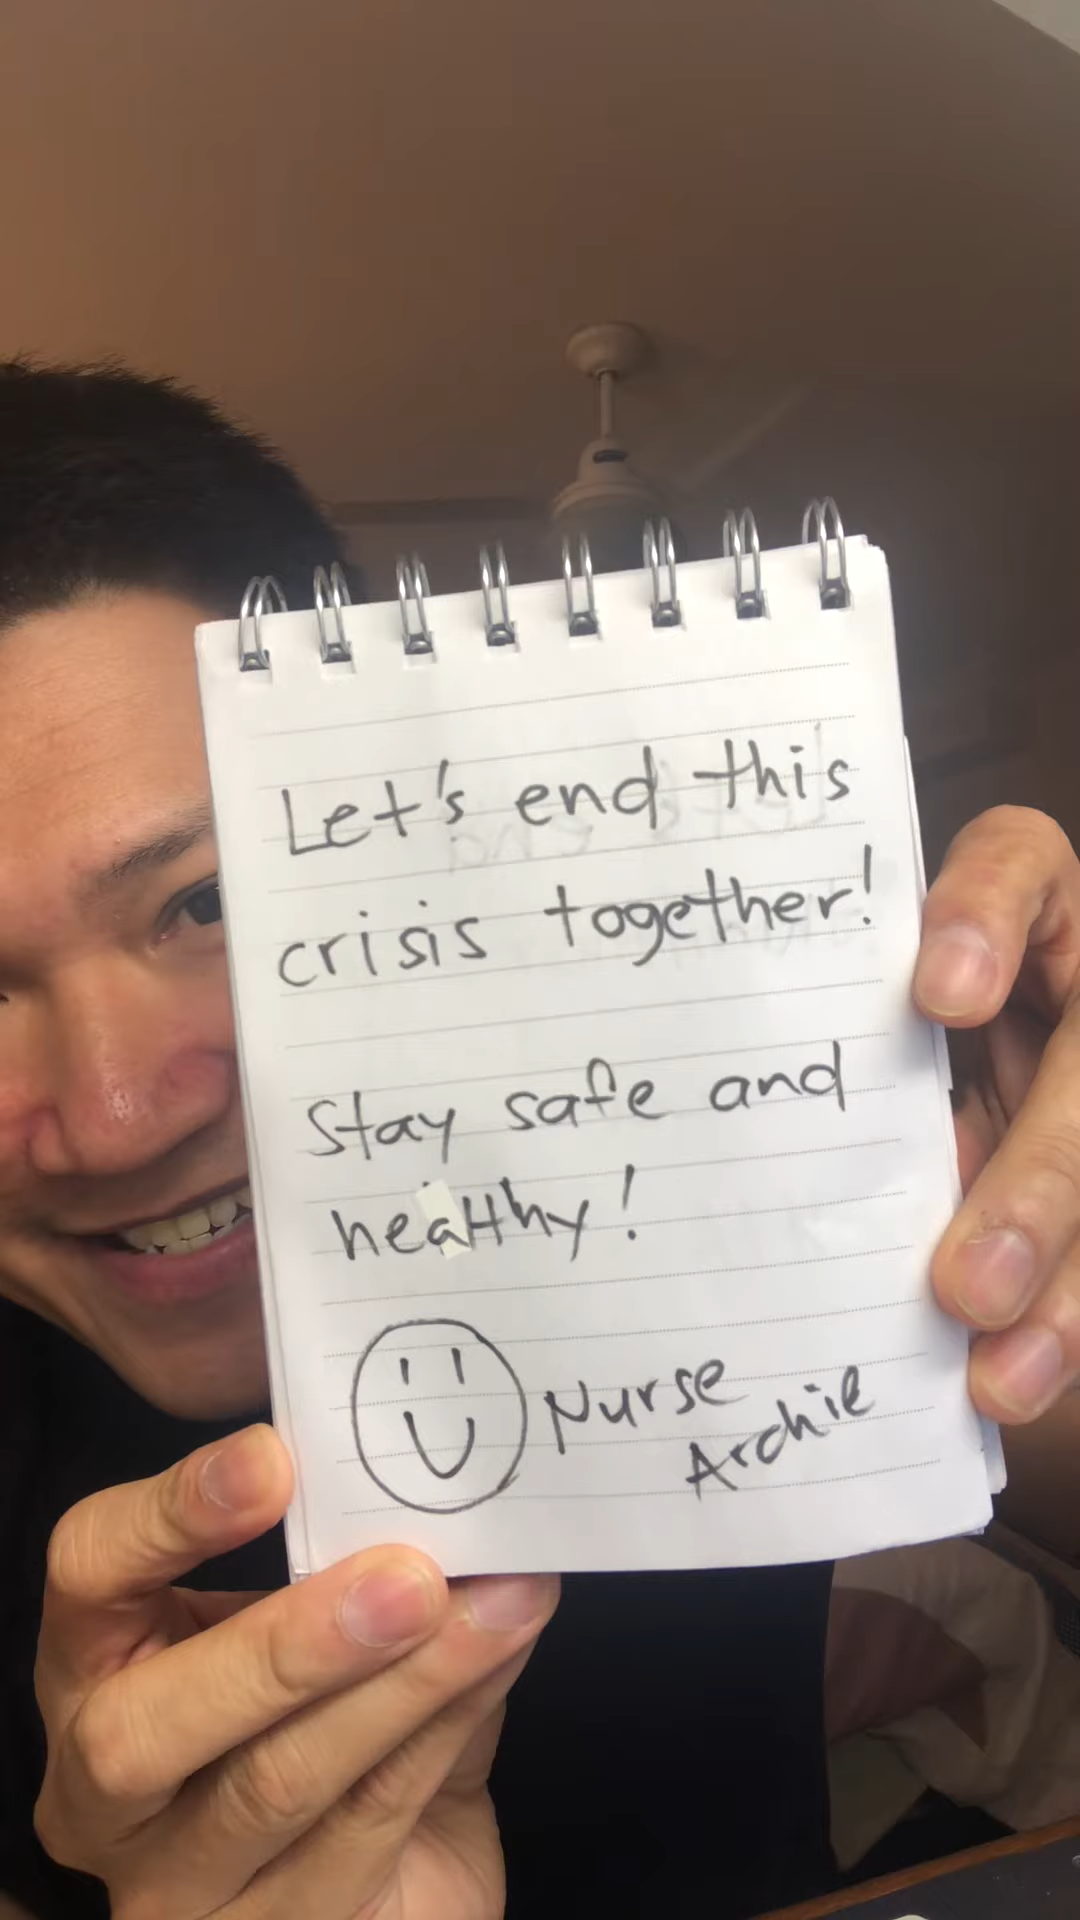 Let's end this
crisis together!
Stay safe and
healthy!
Nurse
Archie